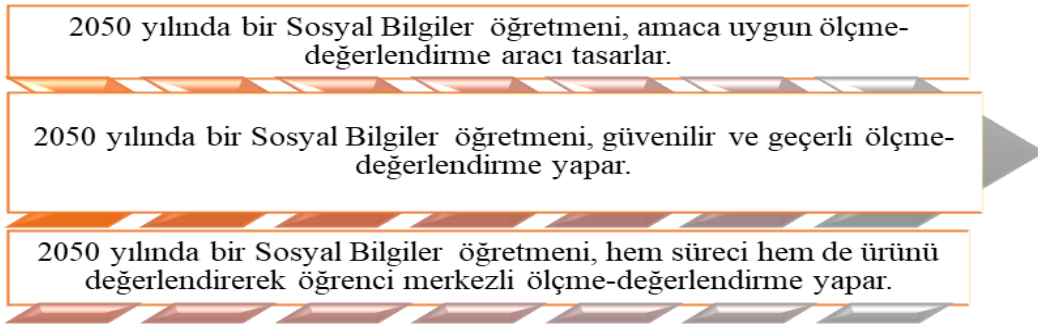 2050 yılında bir Sosyal Bilgiler öğretmeni, amaca uygun ölçme-
değerlendirme aracı tasarlar.
2050 yılında bir Sosyal Bilgiler öğretmeni, güvenilir ve geçerli ölçme-
değerlendirme yapar.
2050 yılında bir Sosyal Bilgiler öğretmeni, hem süreci hem de ürünü
değerlendirerek öğrenci merkezli ölçme-değerlendirme yapar.